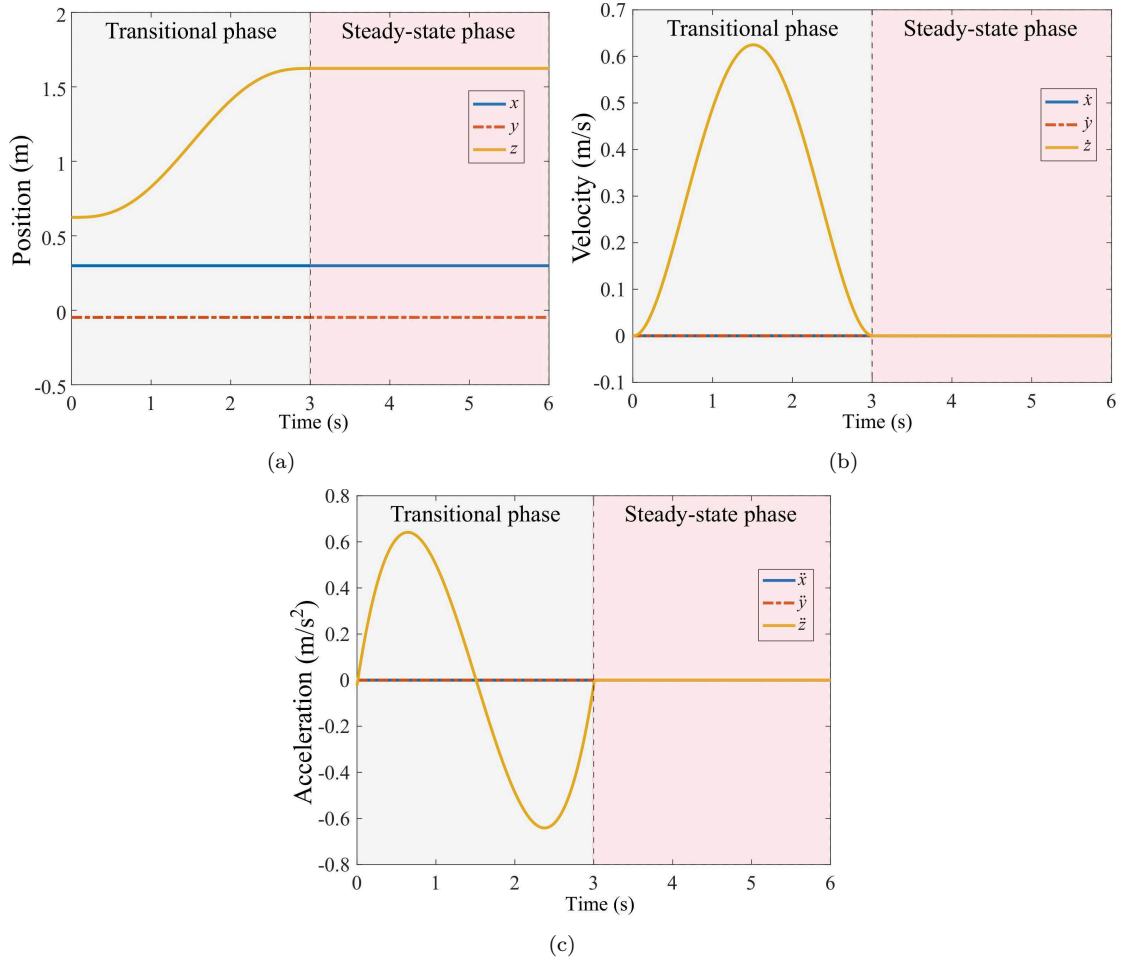 Transitional phase
Steady-state phase
2
1.5
1
0.5
0
-0.5
Position (m)
x
y
z
0 1 2 3 4 5 6
Time (s)
(a)
Transitional phase
Steady-state phase
0.7
0.6
0.5
0.4
0.3
0.2
0.1
0
-0.1
Velocity (m/s)
ẋ
ẏ
ż
0 1 2 3 4 5 6
Time (s)
(b)
Transitional phase
Steady-state phase
0.8
0.6
0.4
0.2
0
-0.2
-0.4
-0.6
-0.8
Acceleration (m/s²)
ẍ
ÿ
z̈
0 1 2 3 4 5 6
Time (s)
(c)